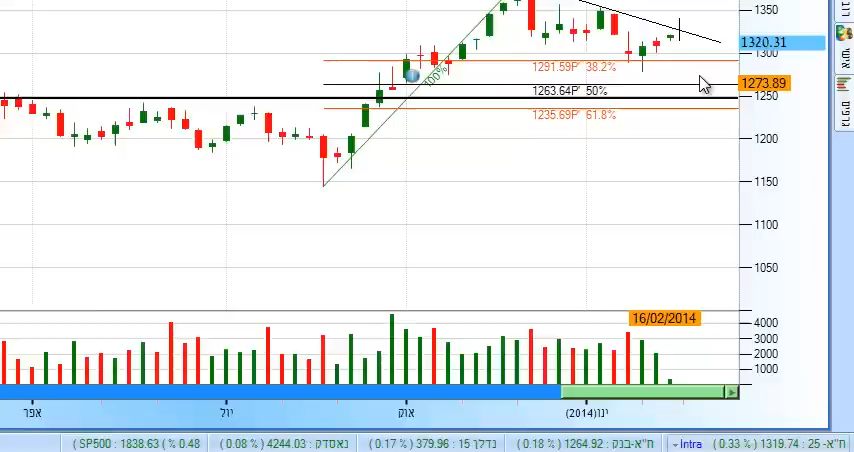 1350
1320.31
1300
1291.59P' 38.2%
100%
1273.89
1263.64P' 50%
1250
1235.69P' 61.8%
1200
1150
1100
1050
16/02/2014
4000
3000
2000
1000
אפר
יול
אוק
ינו(2014)
SP500 : 1838.63 ( % 0.48 )
נאסדק : 4244.03 ( % 0.08 )
נדלן 15 : 379.96 ( % 0.17 )
ת"א-בנק : 1264.92 ( % 0.18 )
Intra
ת"א- 25 : 1319.74 ( % 0.33 )